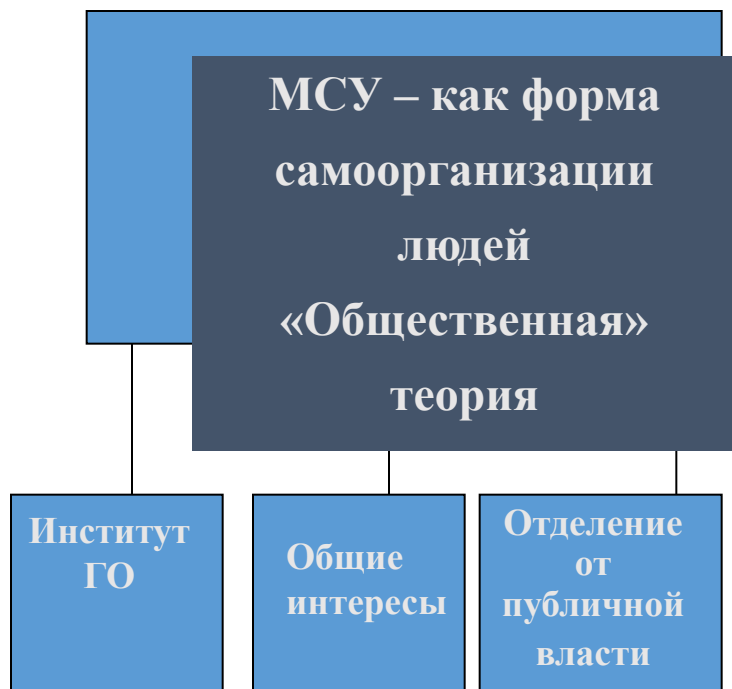 МСУ – как форма
самоорганизации
людей
«Общественная»
теория
Институт
ГО
Общие
интересы
Отделение
от
публичной
власти